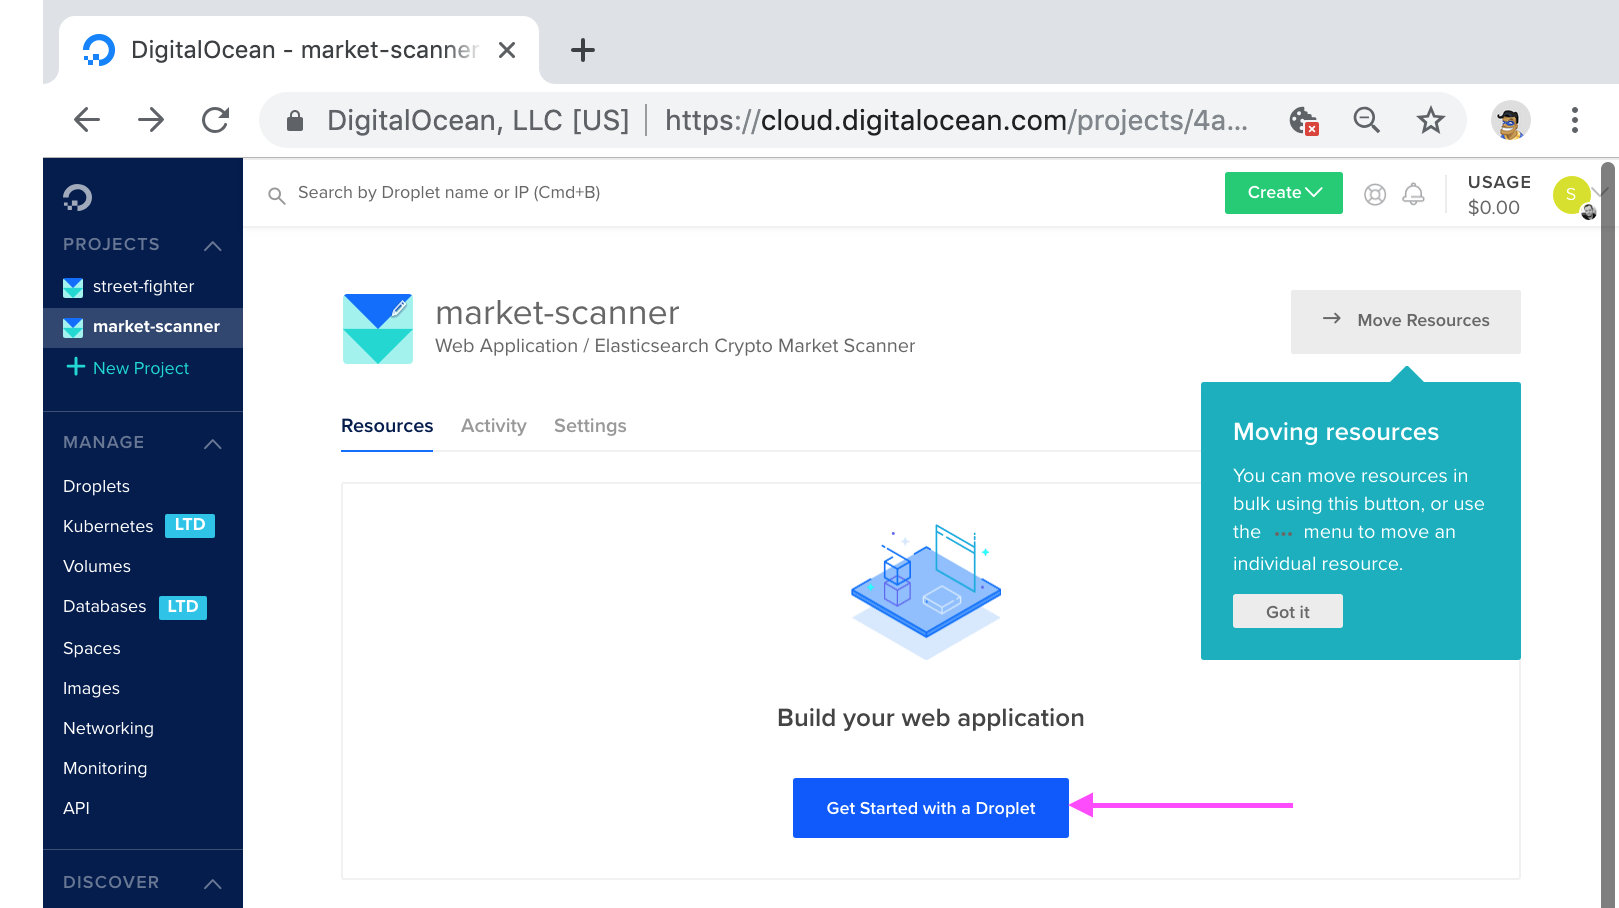 DigitalOcean - market-scanner
DigitalOcean, LLC [US] | https://cloud.digitalocean.com/projects/4a...
Search by Droplet name or IP (Cmd+B)
Create
USAGE
$0.00
S
PROJECTS
street-fighter
market-scanner
+ New Project
MANAGE
Droplets
Kubernetes LTD
Volumes
Databases LTD
Spaces
Images
Networking
Monitoring
API
DISCOVER
market-scanner
Web Application / Elasticsearch Crypto Market Scanner
→ Move Resources
Resources Activity Settings
Moving resources
You can move resources in
bulk using this button, or use
the ... menu to move an
individual resource.
Got it
Build your web application
Get Started with a Droplet